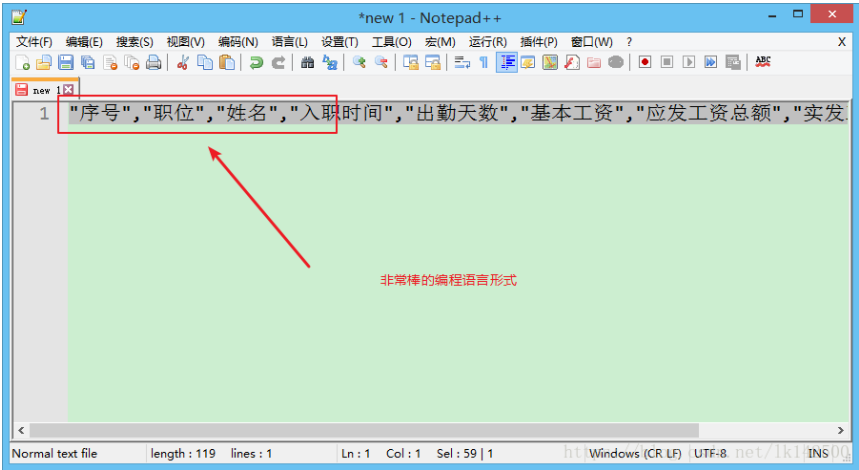 *new 1 - Notepad++
文件(F) 编辑(E) 搜索(S) 视图(V) 编码(N) 语言(L) 设置(T) 工具(O) 宏(M) 运行(R) 插件(P) 窗口(W) ? X
ABC
new 1
1 "序号","职位","姓名","入职时间","出勤天数","基本工资","应发工资总额","实发
非常棒的编程语言形式
Normal text file length : 119 lines : 1 Ln : 1 Col : 1 Sel : 59 | 1 Windows (CR LF) UTF-8 INS